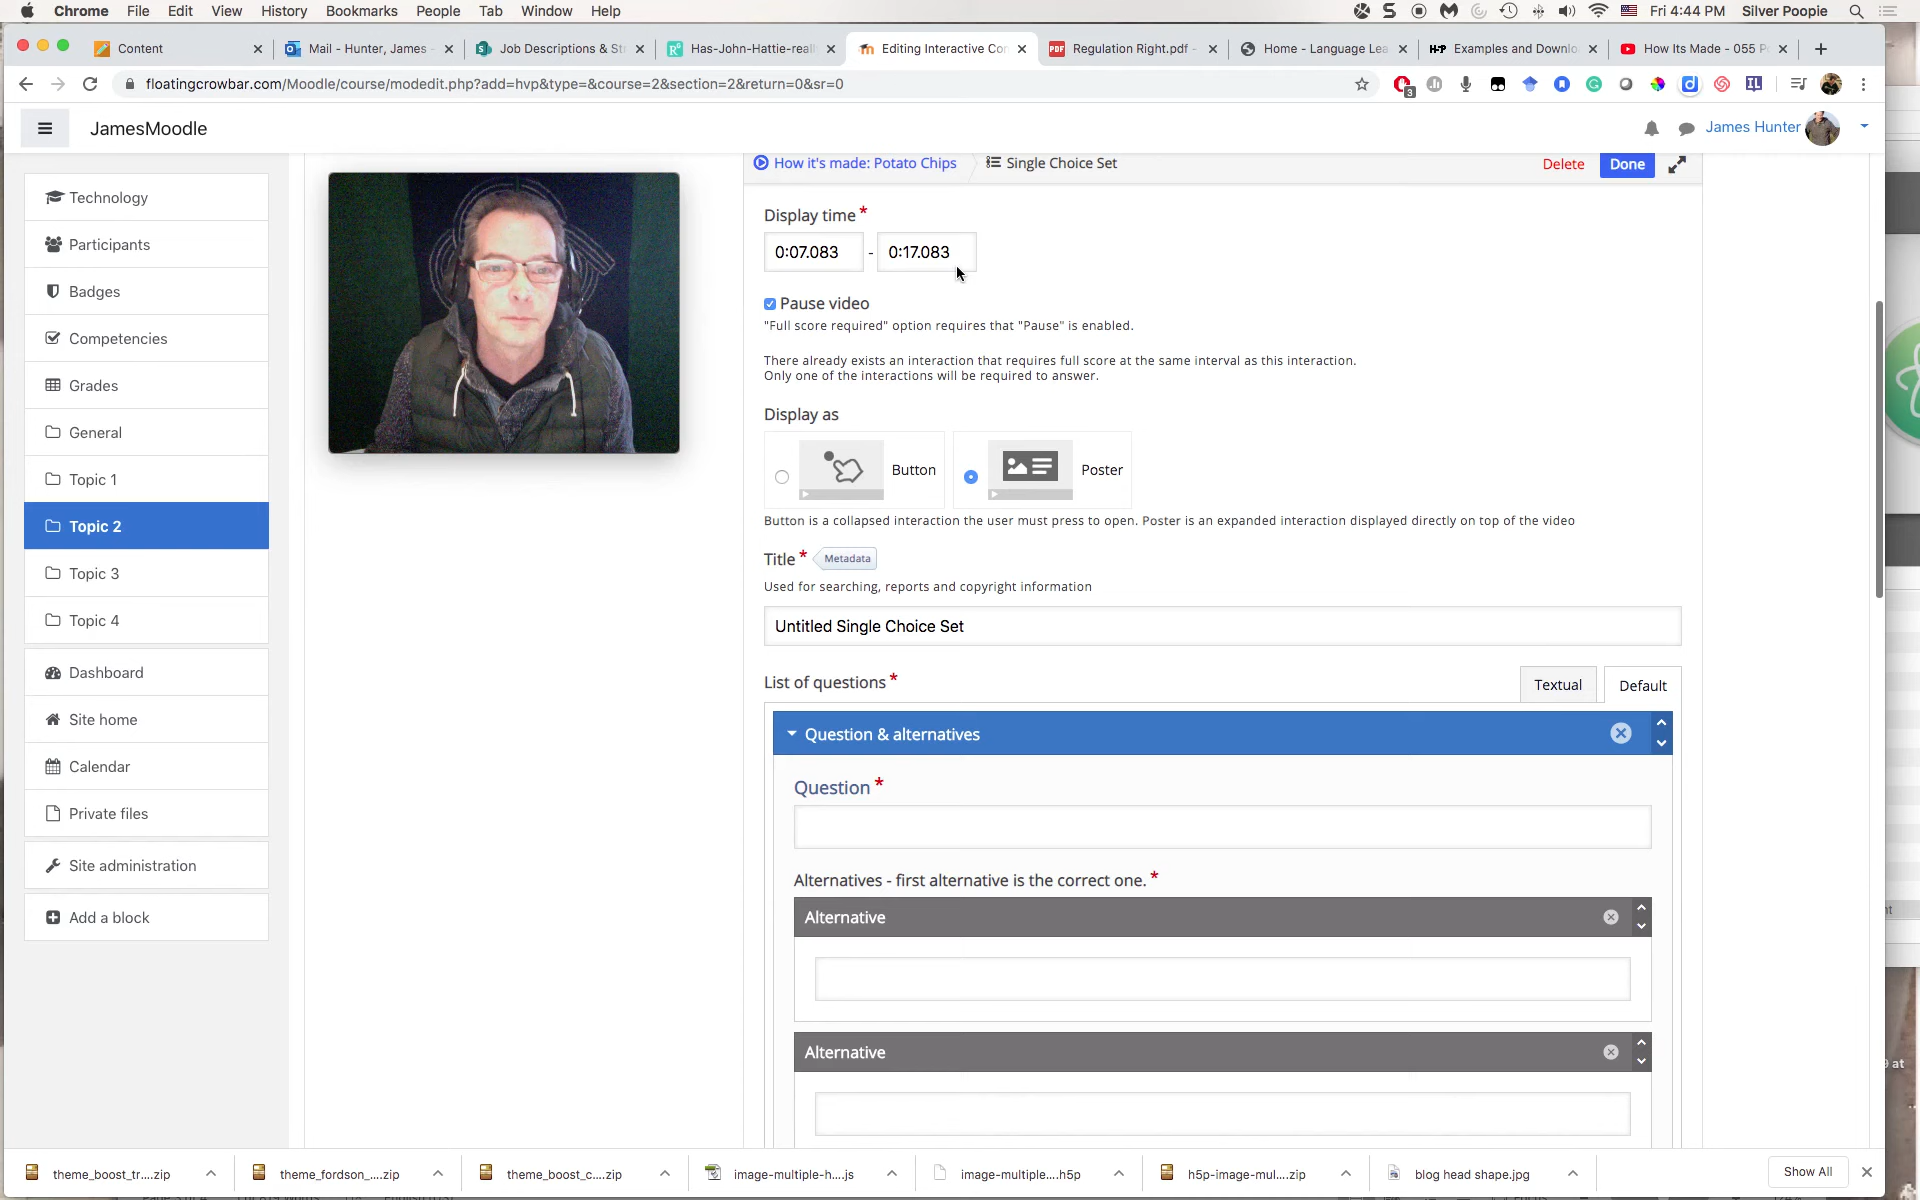 Chrome File Edit View History Bookmarks People Tab Window Help Fri 4:44 PM Silver Poopie
Content Mail - Hunter, James - Job Descriptions & St Has-John-Hattie-reall Editing Interactive Con Regulation Right.pdf - Home - Language Lea H5P Examples and Downlo How Its Made - 055 P
floatingcrowbar.com/Moodle/course/modedit.php?add=hvp&type=&course=2&section=2&return=0&sr=0
JamesMoodle James Hunter
How it's made: Potato Chips Single Choice Set Delete Done
Technology
Participants
Badges
Competencies
Grades
General
Topic 1
Topic 2
Topic 3
Topic 4
Dashboard
Site home
Calendar
Private files
Site administration
Add a block
Display time *
0:07.083 - 0:17.083
Pause video
"Full score required" option requires that "Pause" is enabled.
There already exists an interaction that requires full score at the same interval as this interaction.
Only one of the interactions will be required to answer.
Display as
Button Poster
Button is a collapsed interaction the user must press to open. Poster is an expanded interaction displayed directly on top of the video
Title * Metadata
Used for searching, reports and copyright information
Untitled Single Choice Set
List of questions * Textual Default
Question & alternatives
Question *
Alternatives - first alternative is the correct one. *
Alternative
Alternative
theme_boost_tr....zip theme_fordson_....zip theme_boost_c....zip image-multiple-h....js image-multiple....h5p h5p-image-mul....zip blog head shape.jpg Show All